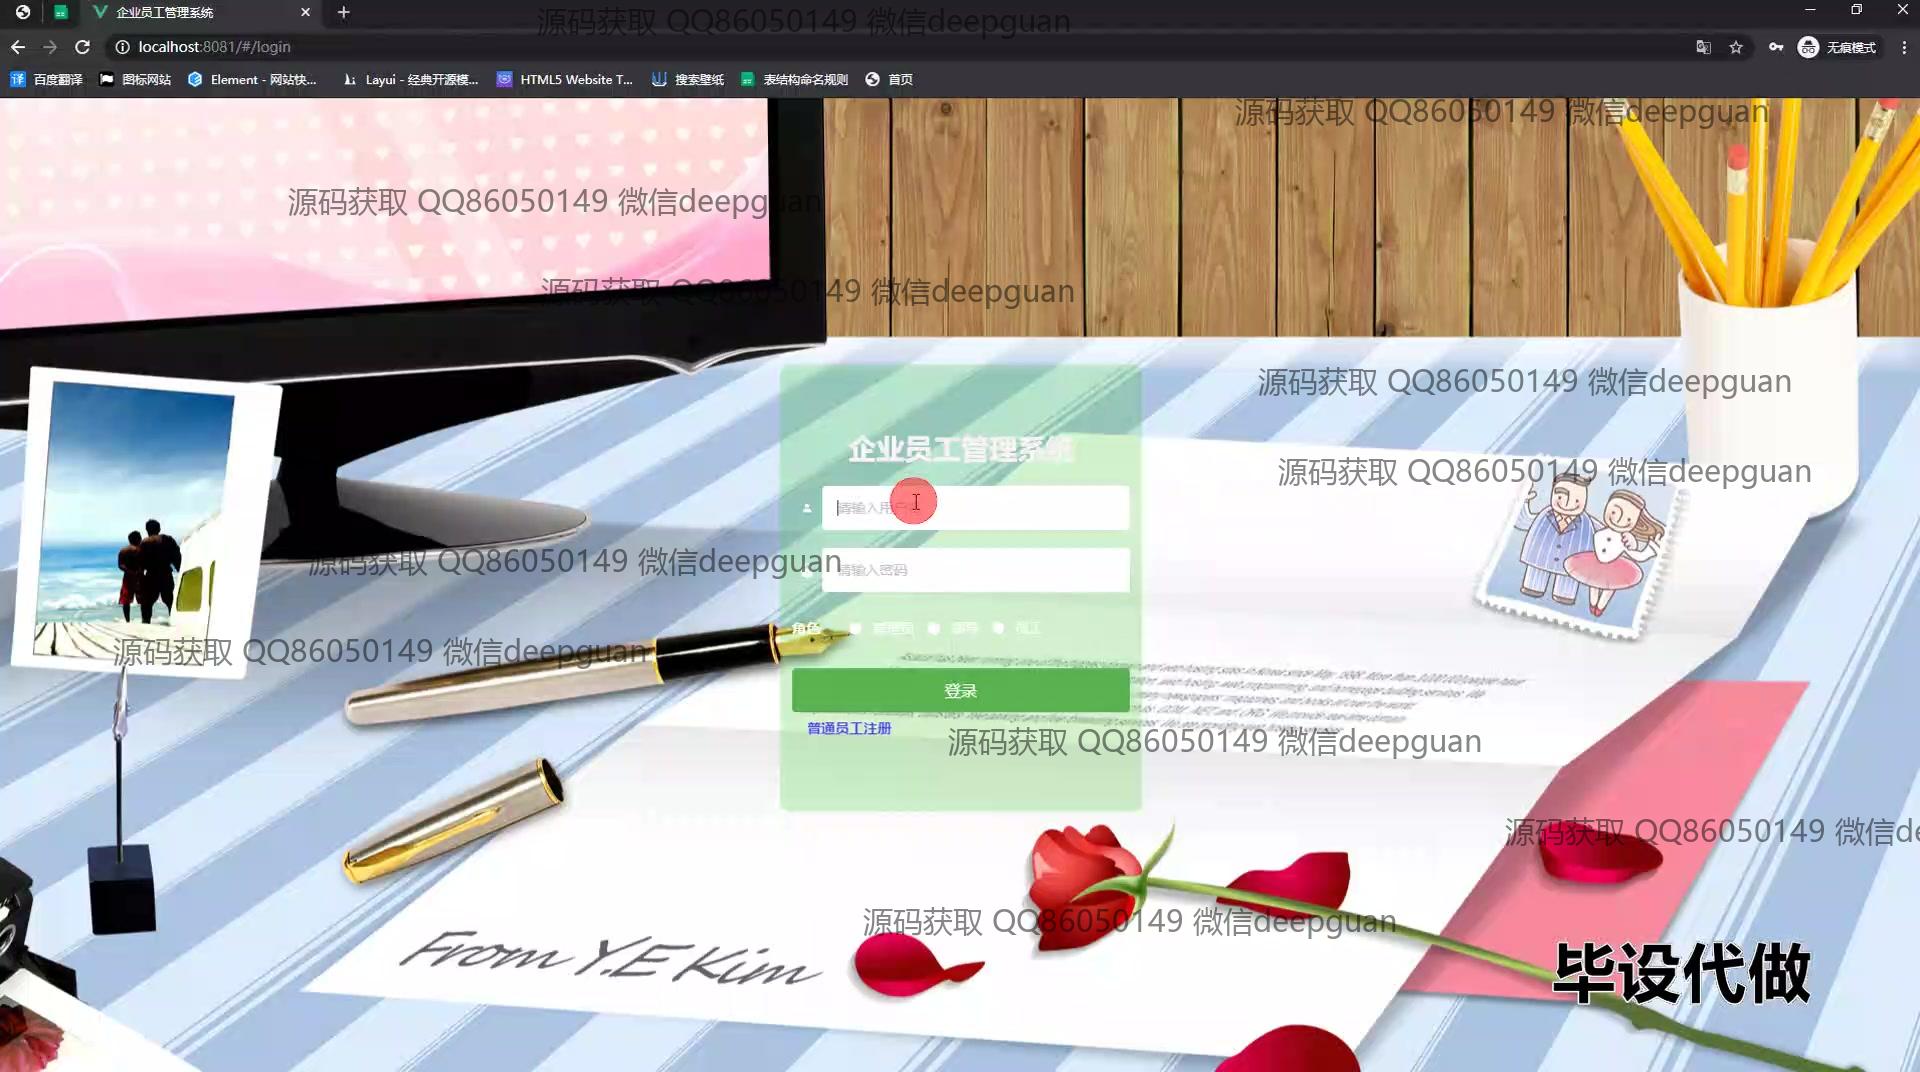 企业员工管理系统
localhost:8081/#/login
无痕模式
百度翻译
图标网站
Element - 网站快...
Layui - 经典开源模...
HTML5 Website T...
搜索壁纸
表结构命名规则
首页
源码获取 QQ86050149 微信deepguan
源码获取 QQ86050149 微信deepguan
源码获取 QQ86050149 微信deepguan
源码获取 QQ86050149 微信deepguan
源码获取 QQ86050149 微信deepguan
企业员工管理系统
源码获取 QQ86050149 微信deepguan
请输入用户
源码获取 QQ86050149 微信deepguan
请输入密码
角色
管理员
领导
员工
源码获取 QQ86050149 微信deepguan
登录
普通员工注册
源码获取 QQ86050149 微信deepguan
源码获取 QQ86050149 微信de
源码获取 QQ86050149 微信deepguan
From Y.E Kim
毕设代做